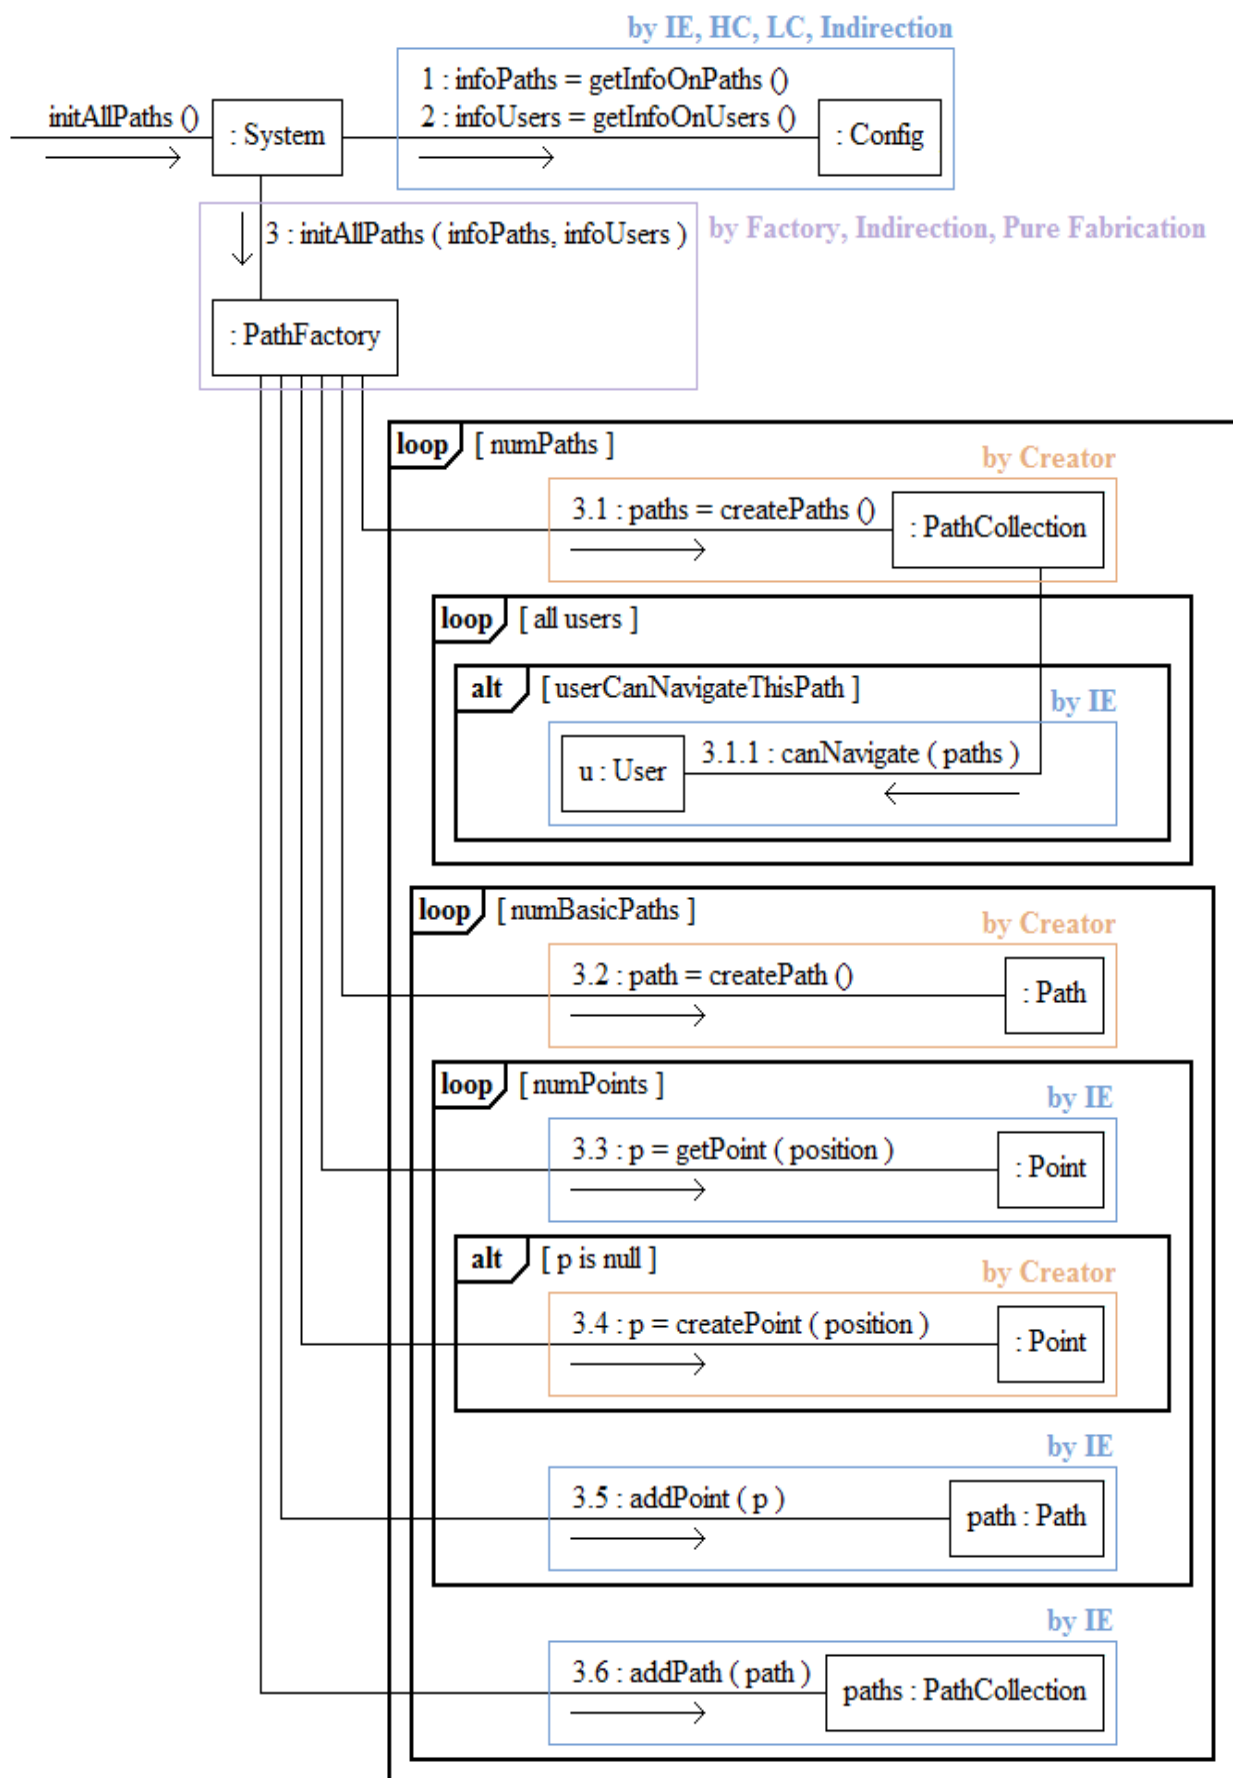 by IE, HC, LC, Indirection
1 : infoPaths = getInfoOnPaths ()
initAllPaths ()
2 : infoUsers = getInfoOnUsers ()
: System
: Config
3 : initAllPaths ( infoPaths, infoUsers )
by Factory, Indirection, Pure Fabrication
: PathFactory
loop [ numPaths ]
by Creator
3.1 : paths = createPaths ()
: PathCollection
loop [ all users ]
alt [ userCanNavigateThisPath ]
by IE
u : User
3.1.1 : canNavigate ( paths )
loop [ numBasicPaths ]
by Creator
3.2 : path = createPath ()
: Path
loop [ numPoints ]
by IE
3.3 : p = getPoint ( position )
: Point
alt [ p is null ]
by Creator
3.4 : p = createPoint ( position )
: Point
by IE
3.5 : addPoint ( p )
path : Path
by IE
3.6 : addPath ( path )
paths : PathCollection